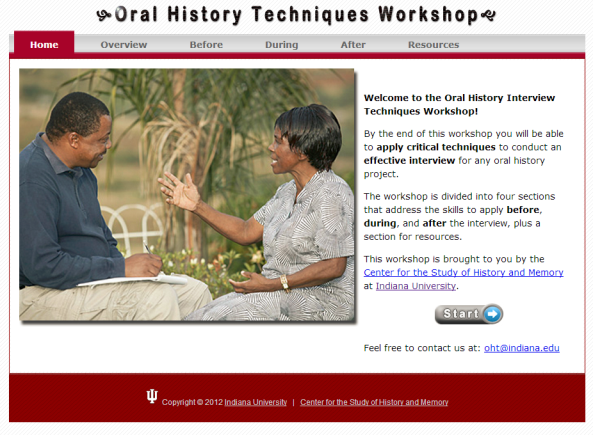 Oral History Techniques Workshop
Home Overview Before During After Resources
Welcome to the Oral History Interview
Techniques Workshop!
By the end of this workshop you will be able
to apply critical techniques to conduct an
effective interview for any oral history
project.
The workshop is divided into four sections
that address the skills to apply before,
during, and after the interview, plus a
section for resources.
This workshop is brought to you by the
Center for the Study of History and Memory
at Indiana University.
Start
Feel free to contact us at: oht@indiana.edu
Copyright © 2012 Indiana University | Center for the Study of History and Memory